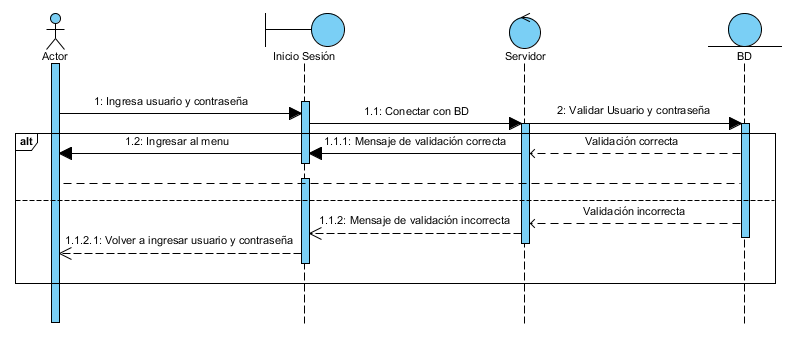 Actor
Inicio Sesión
Servidor
BD
1: Ingresa usuario y contraseña
1.1: Conectar con BD
2: Validar Usuario y contraseña
alt
1.2: Ingresar al menu
1.1.1: Mensaje de validación correcta
Validación correcta
Validación incorrecta
1.1.2: Mensaje de validación incorrecta
1.1.2.1: Volver a ingresar usuario y contraseña